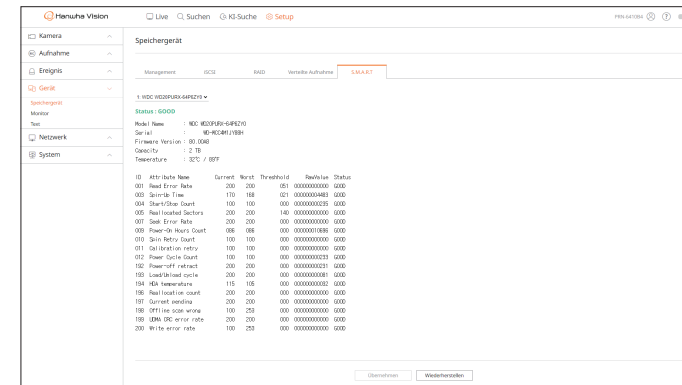 Hanwha Vision
Live Suchen KI-Suche Setup
Kamera
Aufnahme
Ereignis
Gerät
Speichergerät
Monitor
Text
Netzwerk
System
Speichergerät
Management iSCSI RAID Verteilte Aufnahme S.M.A.R.T
1: WDC WD20PURX-64P6ZY0
Status : GOOD
Model Name : WDC WD20PURX-64P6ZY0
Serial : WD-WCC4M1JY88H
Firmware Version : 80.00A80
Capacity : 2 TB
Temperature : 32℃ / 89℉
ID Attribute Name Current Worst Threshhold RawValue Status
001 Read Error Rate 200 200 051 000000000000 GOOD
003 Spin-Up Time 170 168 021 000000004483 GOOD
004 Start/Stop Count 100 100 000 000000000235 GOOD
005 Reallocated Sectors 200 200 140 000000000000 GOOD
007 Seek Error Rate 200 200 000 000000000000 GOOD
009 Power-On Hours Count 086 086 000 000000010696 GOOD
010 Spin Retry Count 100 100 000 000000000000 GOOD
011 Calibration retry 100 100 000 000000000000 GOOD
012 Power Cycle Count 100 100 000 000000000233 GOOD
192 Power-off retract 200 200 000 000000000231 GOOD
193 Load/Unload cycle 200 200 000 000000000081 GOOD
194 HDA temperature 115 105 000 000000000032 GOOD
196 Reallocation count 200 200 000 000000000000 GOOD
197 Current pending 200 200 000 000000000000 GOOD
198 Offline scan wrong 100 253 000 000000000000 GOOD
199 UDMA CRC error rate 200 200 000 000000000000 GOOD
200 Write error rate 100 253 000 000000000000 GOOD
Übernehmen Wiederherstellen